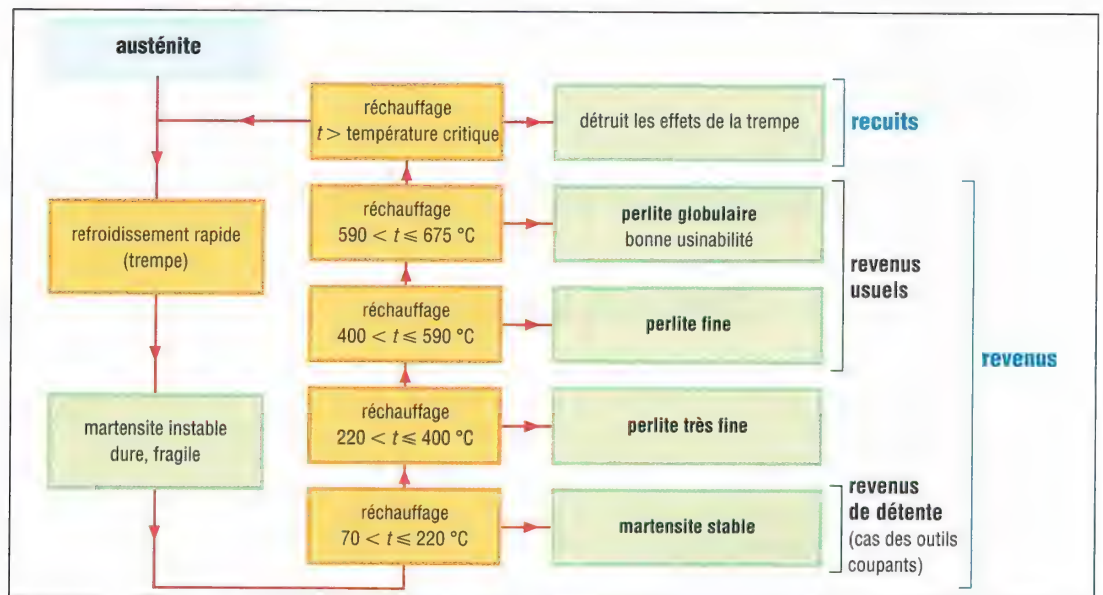 austénite
refroidissement rapide
(trempe)
martensite instable
dure, fragile
réchauffage
t > température critique
réchauffage
590 < t ⩽ 675 °C
réchauffage
400 < t ⩽ 590 °C
réchauffage
220 < t ⩽ 400 °C
réchauffage
70 < t ⩽ 220 °C
détruit les effets de la trempe
perlite globulaire
bonne usinabilité
perlite fine
perlite très fine
martensite stable
recuits
revenus
usuels
revenus
de détente
(cas des outils
coupants)
revenus